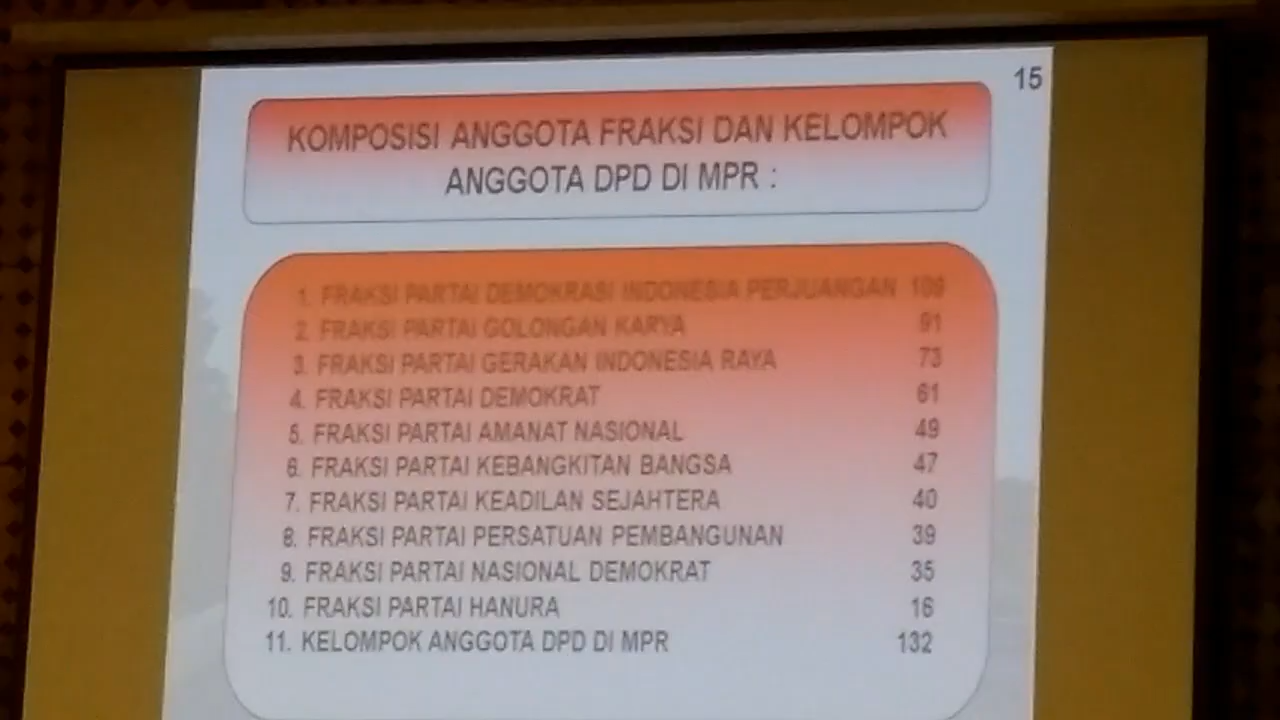 15
KOMPOSISI ANGGOTA FRAKSI DAN KELOMPOK
ANGGOTA DPD DI MPR :
1. FRAKSI PARTAI DEMOKRASI INDONESIA PERJUANGAN 109
2. FRAKSI PARTAI GOLONGAN KARYA 91
3. FRAKSI PARTAI GERAKAN INDONESIA RAYA 73
4. FRAKSI PARTAI DEMOKRAT 61
5. FRAKSI PARTAI AMANAT NASIONAL 49
6. FRAKSI PARTAI KEBANGKITAN BANGSA 47
7. FRAKSI PARTAI KEADILAN SEJAHTERA 40
8. FRAKSI PARTAI PERSATUAN PEMBANGUNAN 39
9. FRAKSI PARTAI NASIONAL DEMOKRAT 35
10. FRAKSI PARTAI HANURA 16
11. KELOMPOK ANGGOTA DPD DI MPR 132